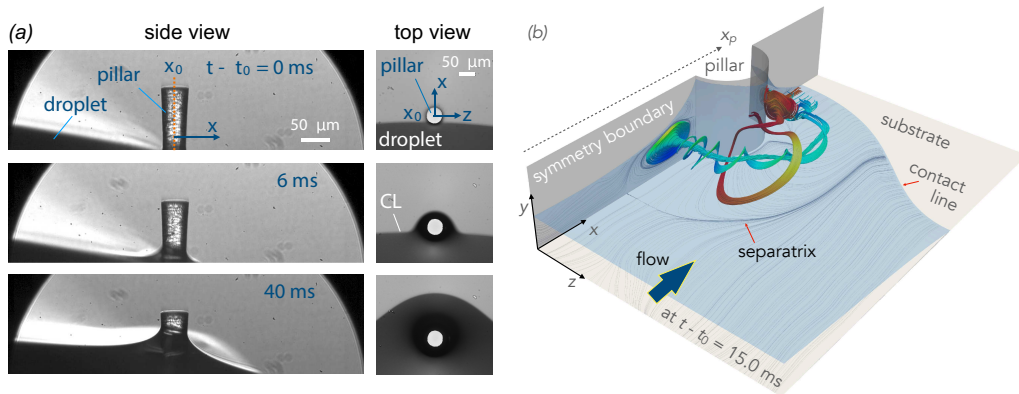 (a)
side view
top view
x₀
t - t₀ = 0 ms
pillar
droplet
x
50 µm
pillar
50 µm
x
x₀
z
droplet
6 ms
CL
40 ms
(b)
xₚ
pillar
symmetry boundary
substrate
contact
line
y
x
z
separatrix
flow
at t - t₀ = 15.0 ms